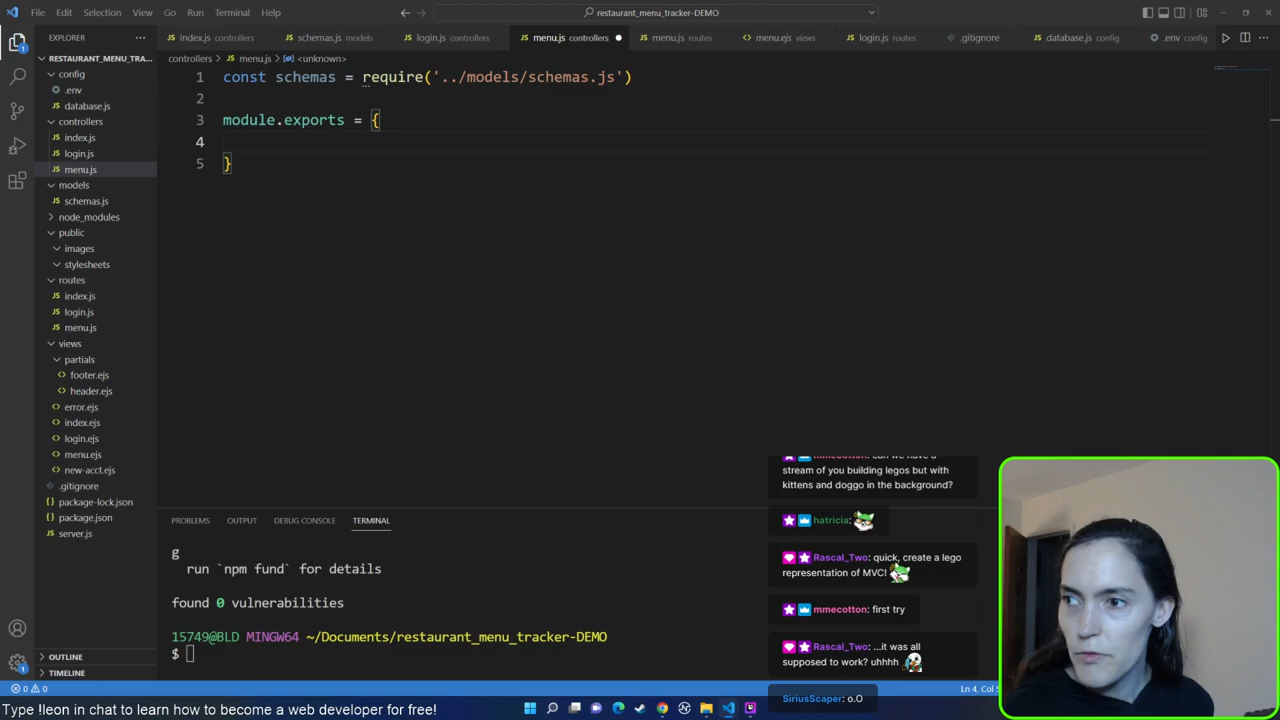 File Edit Selection View Go Run Terminal Help
restaurant_menu_tracker-DEMO
EXPLORER
index.js controllers
schemas.js models
login.js controllers
menu.js controllers
menu.js routes
menu.ejs views
login.js routes
.gitignore
database.js config
.env config
RESTAURANT_MENU_TRA...
config
.env
database.js
controllers
index.js
login.js
menu.js
models
schemas.js
node_modules
public
images
stylesheets
routes
index.js
login.js
menu.js
views
partials
footer.ejs
header.ejs
error.ejs
index.ejs
login.ejs
menu.ejs
new-acct.ejs
.gitignore
package-lock.json
package.json
server.js
OUTLINE
TIMELINE
controllers > menu.js > <unknown>
1 const schemas = require('../models/schemas.js')
2
3 module.exports = {
4
5 }
PROBLEMS OUTPUT DEBUG CONSOLE TERMINAL
g
run `npm fund` for details
found 0 vulnerabilities
15749@BLD MINGW64 ~/Documents/restaurant_menu_tracker-DEMO
$
mmecotton: can we have a
stream of you building legos but with
kittens and doggo in the background?
hatricia:
Rascal_Two: quick, create a lego
representation of MVC!
mmecotton: first try
Rascal_Two: ...it was all
supposed to work? uhhhh
SiriusScaper: o.O
0 0
Ln 4, Col 5
Type !leon in chat to learn how to become a web developer for free!